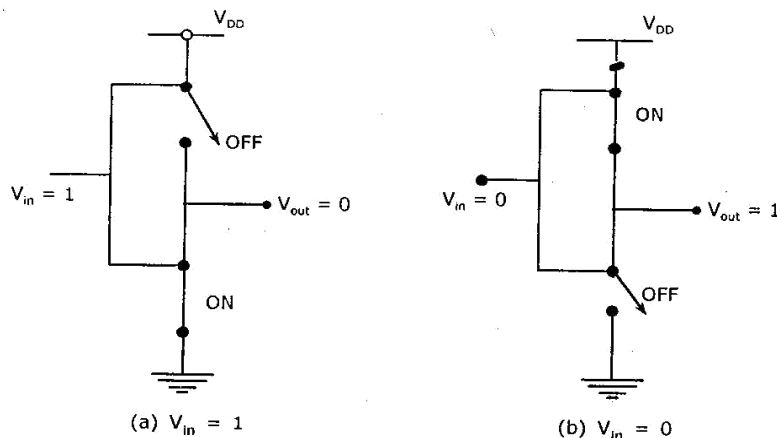 V_DD
OFF
V_in = 1
V_out = 0
ON
(a) V_in = 1
V_DD
ON
V_in = 0
V_out = 1
OFF
(b) V_in = 0